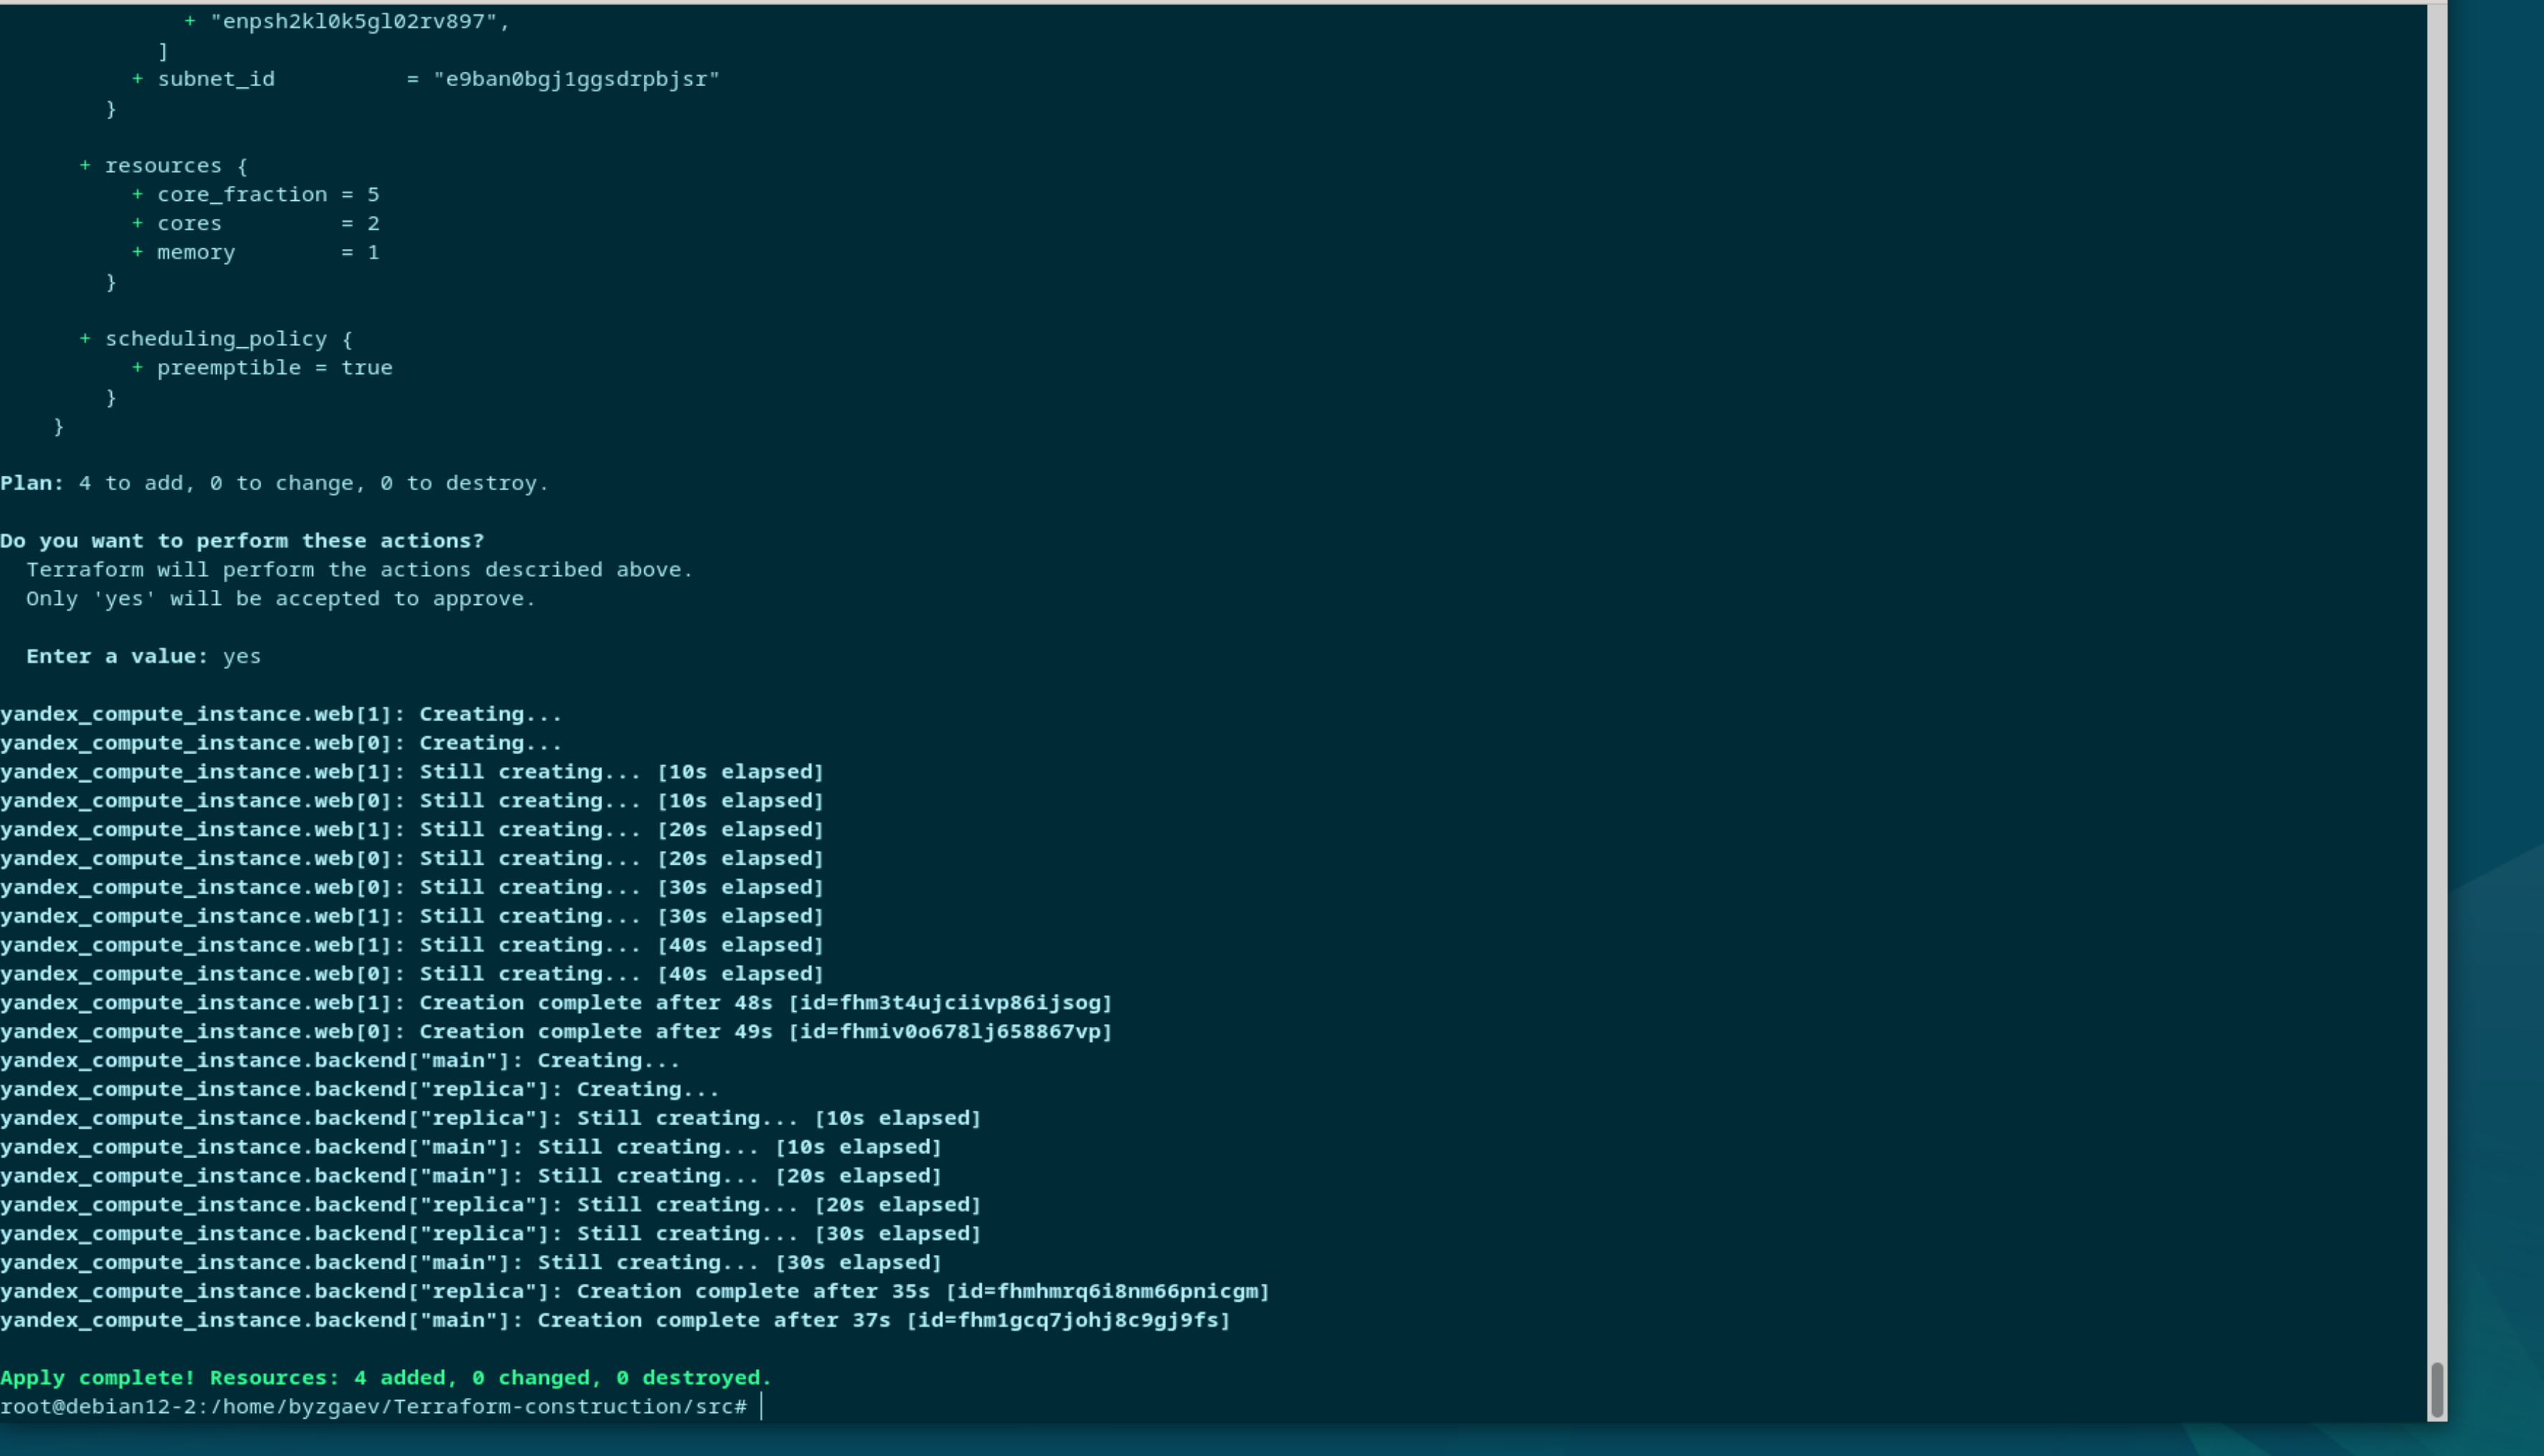 + "enpsh2kl0k5gl02rv897",
]
+ subnet_id          = "e9ban0bgj1ggsdrpbjsr"
}
+ resources {
+ core_fraction = 5
+ cores         = 2
+ memory        = 1
}
+ scheduling_policy {
+ preemptible = true
}
}
Plan: 4 to add, 0 to change, 0 to destroy.
Do you want to perform these actions?
Terraform will perform the actions described above.
Only 'yes' will be accepted to approve.
Enter a value: yes
yandex_compute_instance.web[1]: Creating...
yandex_compute_instance.web[0]: Creating...
yandex_compute_instance.web[1]: Still creating... [10s elapsed]
yandex_compute_instance.web[0]: Still creating... [10s elapsed]
yandex_compute_instance.web[1]: Still creating... [20s elapsed]
yandex_compute_instance.web[0]: Still creating... [20s elapsed]
yandex_compute_instance.web[0]: Still creating... [30s elapsed]
yandex_compute_instance.web[1]: Still creating... [30s elapsed]
yandex_compute_instance.web[1]: Still creating... [40s elapsed]
yandex_compute_instance.web[0]: Still creating... [40s elapsed]
yandex_compute_instance.web[1]: Creation complete after 48s [id=fhm3t4ujciivp86ijsog]
yandex_compute_instance.web[0]: Creation complete after 49s [id=fhmiv0o678lj658867vp]
yandex_compute_instance.backend["main"]: Creating...
yandex_compute_instance.backend["replica"]: Creating...
yandex_compute_instance.backend["replica"]: Still creating... [10s elapsed]
yandex_compute_instance.backend["main"]: Still creating... [10s elapsed]
yandex_compute_instance.backend["main"]: Still creating... [20s elapsed]
yandex_compute_instance.backend["replica"]: Still creating... [20s elapsed]
yandex_compute_instance.backend["replica"]: Still creating... [30s elapsed]
yandex_compute_instance.backend["main"]: Still creating... [30s elapsed]
yandex_compute_instance.backend["replica"]: Creation complete after 35s [id=fhmhmrq6i8nm66pnicgm]
yandex_compute_instance.backend["main"]: Creation complete after 37s [id=fhm1gcq7johj8c9gj9fs]
Apply complete! Resources: 4 added, 0 changed, 0 destroyed.
root@debian12-2:/home/byzgaev/Terraform-construction/src#